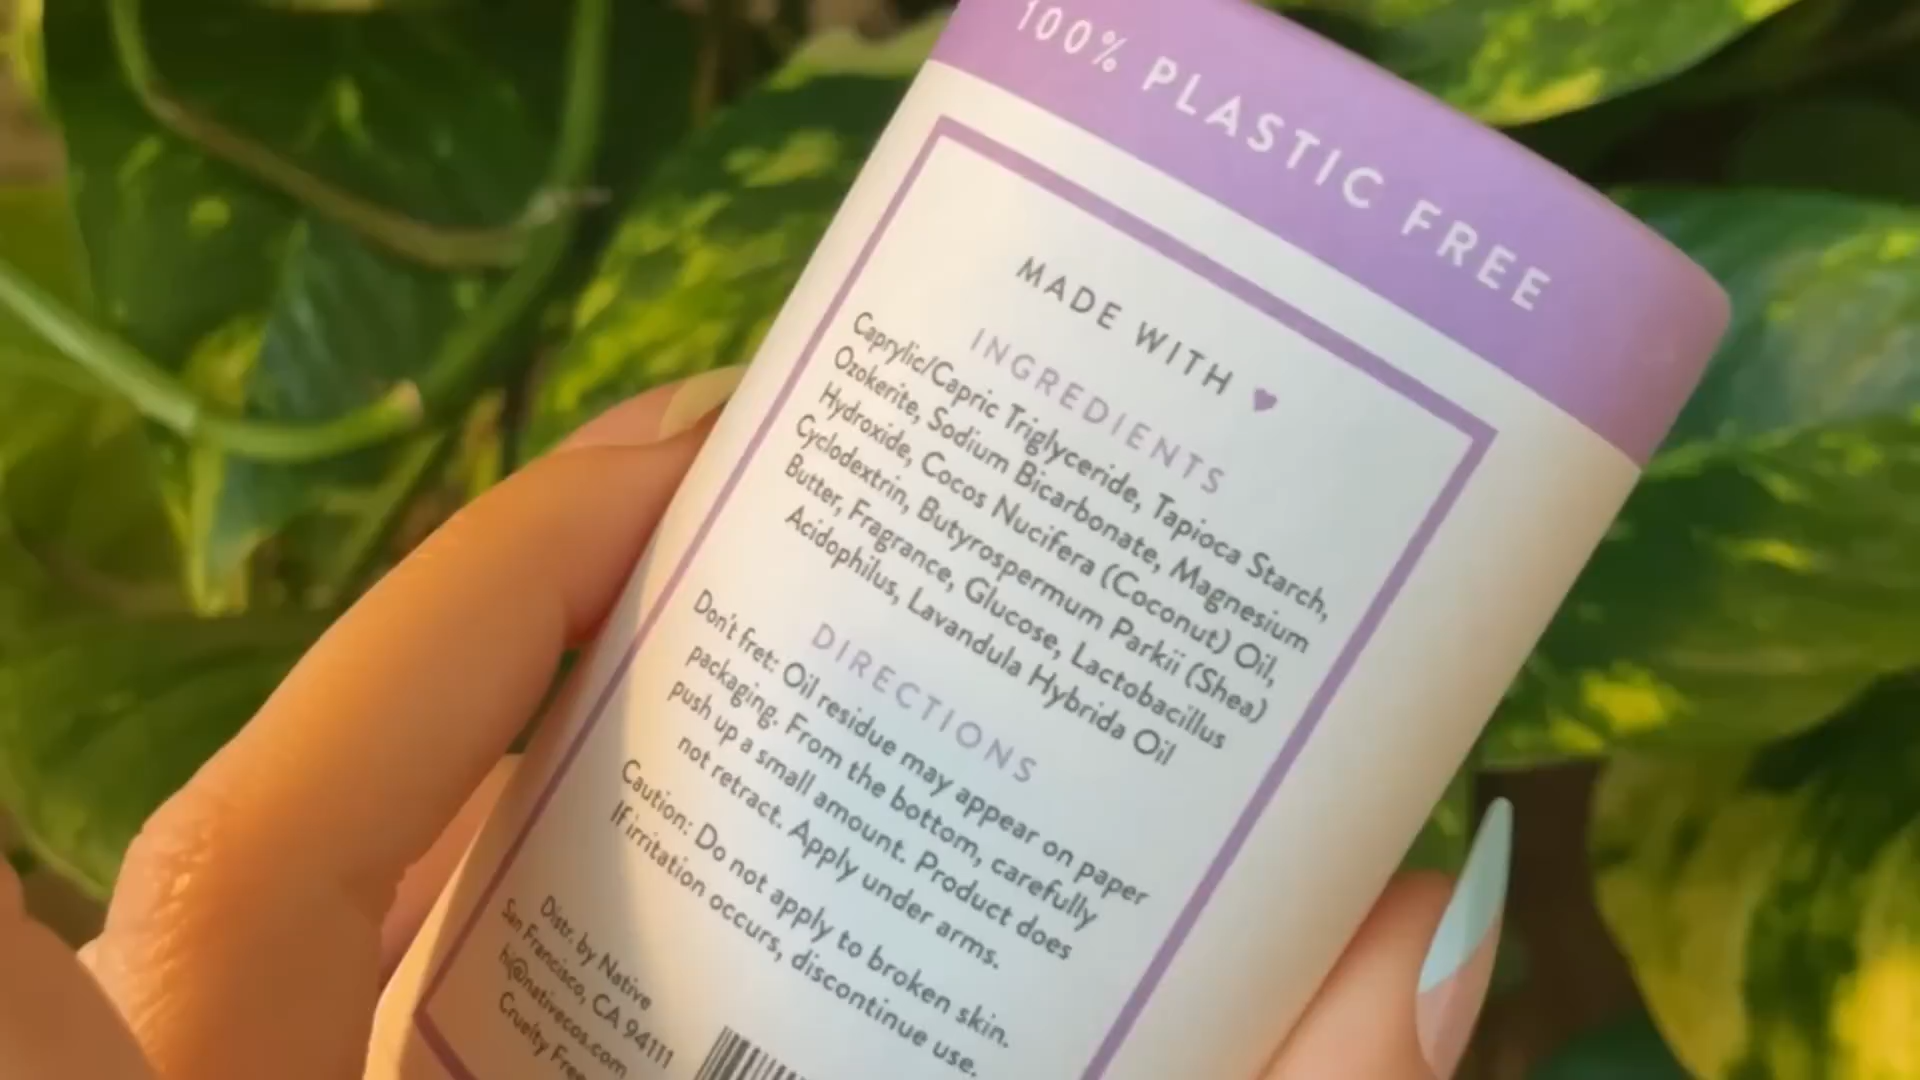 100% PLASTIC FREE
MADE WITH ♥
INGREDIENTS
Caprylic/Capric Triglyceride, Tapioca Starch,
Ozokerite, Sodium Bicarbonate, Magnesium
Hydroxide, Cocos Nucifera (Coconut) Oil,
Cyclodextrin, Butyrospermum Parkii (Shea)
Butter, Fragrance, Glucose, Lactobacillus
Acidophilus, Lavandula Hybrida Oil
DIRECTIONS
Don't fret: Oil residue may appear on paper
packaging. From the bottom, carefully
push up a small amount. Product does
not retract. Apply under arms.
Caution: Do not apply to broken skin.
If irritation occurs, discontinue use.
Distr. by Native
San Francisco, CA 94111
hi@nativecos.com
Cruelty Free